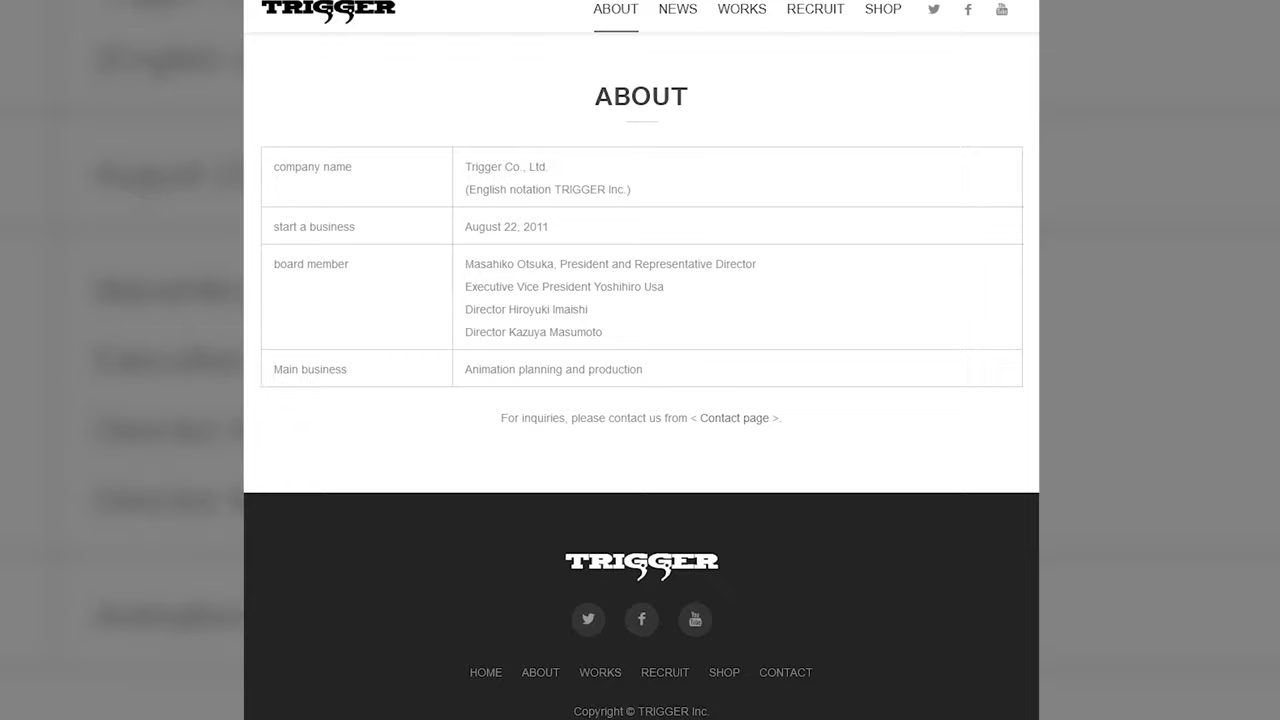 TRIGGER
ABOUT NEWS WORKS RECRUIT SHOP
ABOUT
company name
Trigger Co., Ltd.
(English notation TRIGGER Inc.)
start a business
August 22, 2011
board member
Masahiko Otsuka, President and Representative Director
Executive Vice President Yoshihiro Usa
Director Hiroyuki Imaishi
Director Kazuya Masumoto
Main business
Animation planning and production
For inquiries, please contact us from < Contact page >.
TRIGGER
HOME ABOUT WORKS RECRUIT SHOP CONTACT
Copyright © TRIGGER Inc.